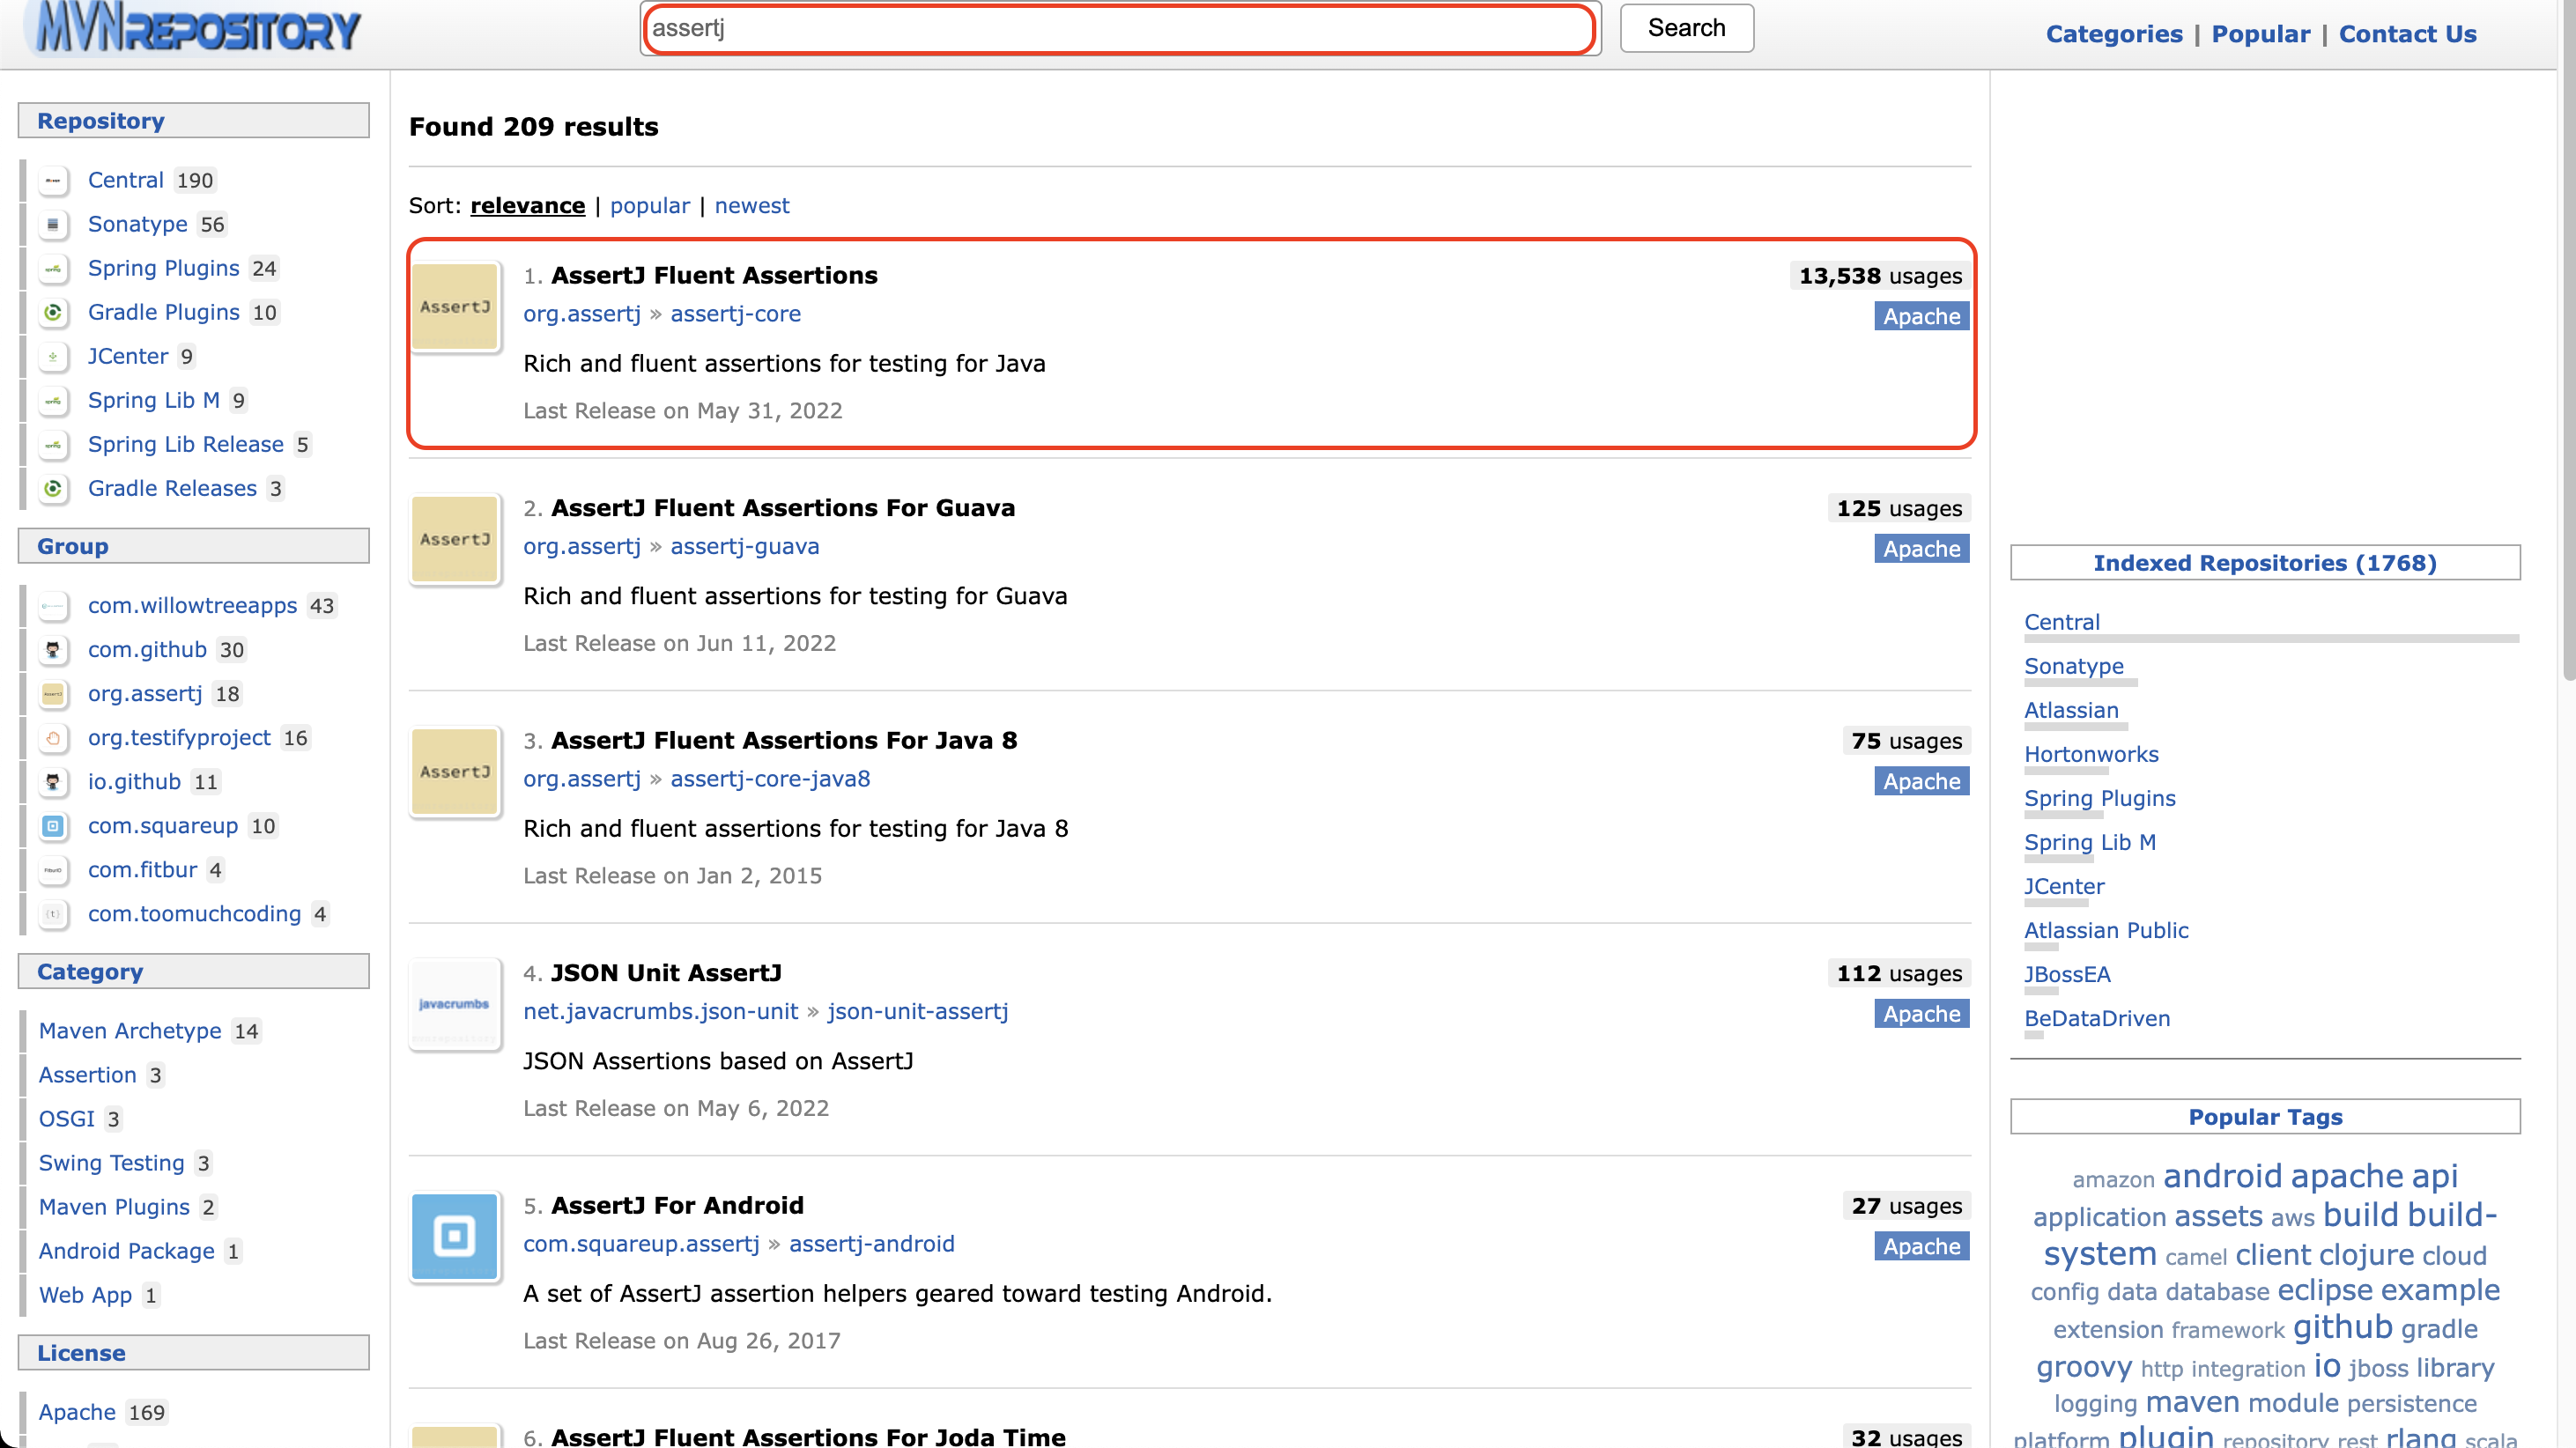 MVNREPOSITORY
assertj
Search
Categories | Popular | Contact Us
Repository
Central 190
Sonatype 56
Spring Plugins 24
Gradle Plugins 10
JCenter 9
Spring Lib M 9
Spring Lib Release 5
Gradle Releases 3
Group
com.willowtreeapps 43
com.github 30
org.assertj 18
org.testifyproject 16
io.github 11
com.squareup 10
com.fitbur 4
com.toomuchcoding 4
Category
Maven Archetype 14
Assertion 3
OSGI 3
Swing Testing 3
Maven Plugins 2
Android Package 1
Web App 1
License
Apache 169
Found 209 results
Sort: relevance | popular | newest
AssertJ
1. AssertJ Fluent Assertions
13,538 usages
org.assertj » assertj-core
Apache
Rich and fluent assertions for testing for Java
Last Release on May 31, 2022
AssertJ
2. AssertJ Fluent Assertions For Guava
125 usages
org.assertj » assertj-guava
Apache
Rich and fluent assertions for testing for Guava
Last Release on Jun 11, 2022
AssertJ
3. AssertJ Fluent Assertions For Java 8
75 usages
org.assertj » assertj-core-java8
Apache
Rich and fluent assertions for testing for Java 8
Last Release on Jan 2, 2015
javacrumbs
4. JSON Unit AssertJ
112 usages
net.javacrumbs.json-unit » json-unit-assertj
Apache
JSON Assertions based on AssertJ
Last Release on May 6, 2022
5. AssertJ For Android
27 usages
com.squareup.assertj » assertj-android
Apache
A set of AssertJ assertion helpers geared toward testing Android.
Last Release on Aug 26, 2017
6. AssertJ Fluent Assertions For Joda Time
32 usages
Indexed Repositories (1768)
Central
Sonatype
Atlassian
Hortonworks
Spring Plugins
Spring Lib M
JCenter
Atlassian Public
JBossEA
BeDataDriven
Popular Tags
amazon android apache api
application assets aws build build-
system camel client clojure cloud
config data database eclipse example
extension framework github gradle
groovy http integration io jboss library
logging maven module persistence
platform plugin repository rest rlang scala